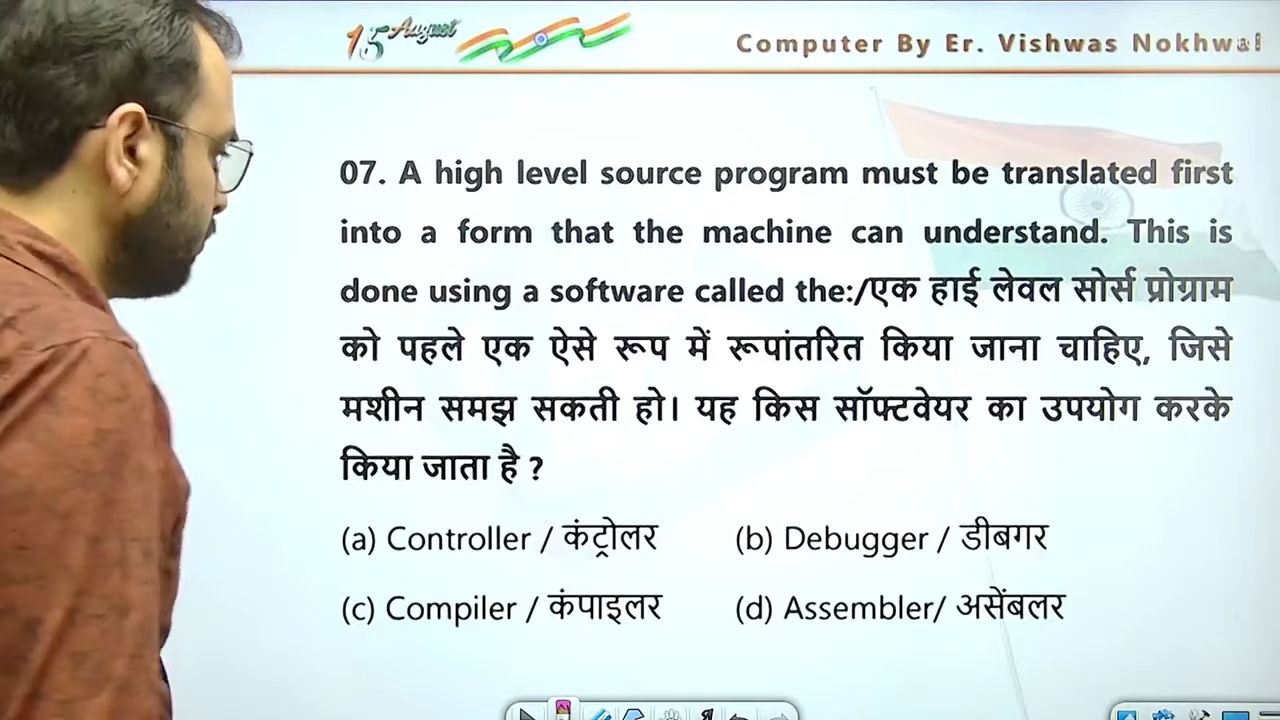 15 August
Computer By Er. Vishwas Nokhwal
07. A high level source program must be translated first
into a form that the machine can understand. This is
done using a software called the:/एक हाई लेवल सोर्स प्रोग्राम
को पहले एक ऐसे रूप में रूपांतरित किया जाना चाहिए, जिसे
मशीन समझ सकती हो। यह किस सॉफ्टवेयर का उपयोग करके
किया जाता है ?
(a) Controller / कंट्रोलर (b) Debugger / डीबगर
(c) Compiler / कंपाइलर (d) Assembler/ असेंबलर